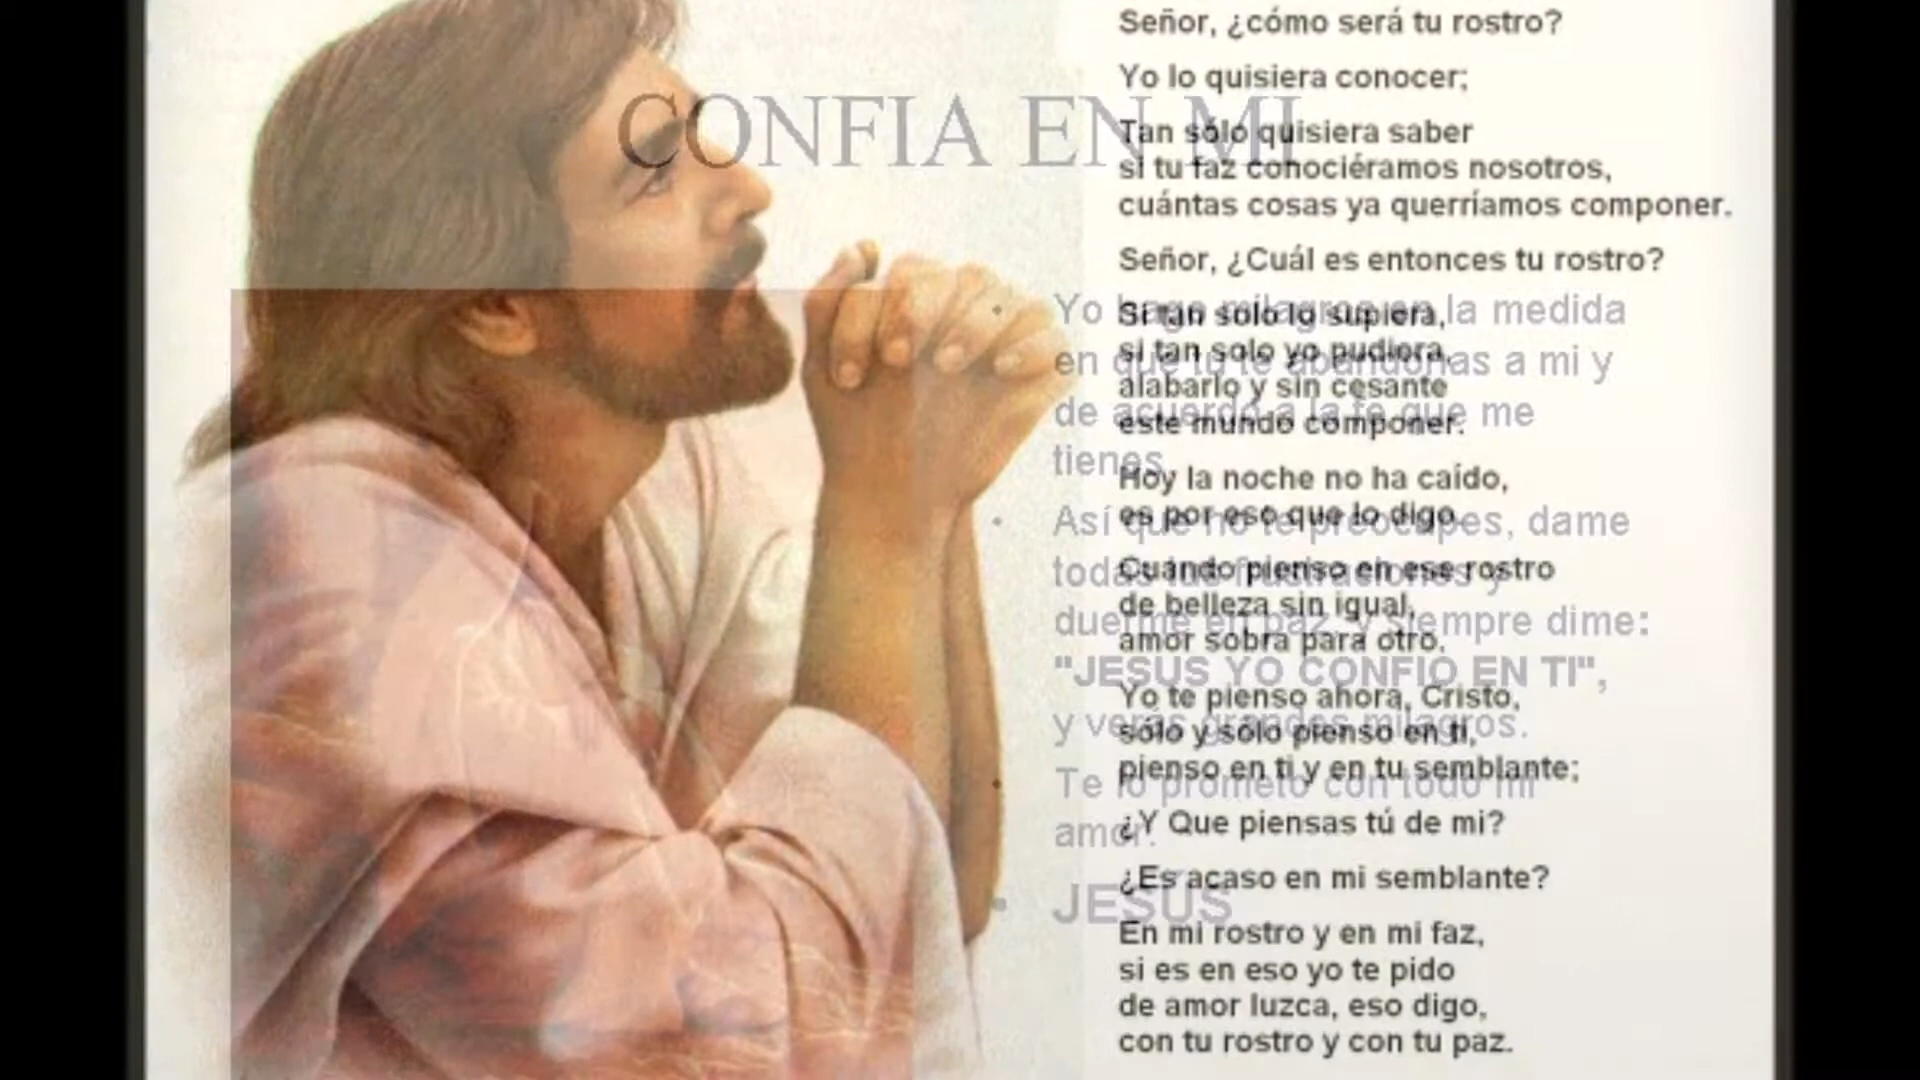 CONFIA EN MI
Señor, ¿cómo será tu rostro?
Yo lo quisiera conocer;
Tan sólo quisiera saber
si tu faz conociéramos nosotros,
cuántas cosas ya querríamos componer.
Señor, ¿Cuál es entonces tu rostro?
Si tan solo lo supiera,
si tan solo yo pudiera,
alabarlo y sin cesante
este mundo componer.
Hoy la noche no ha caído,
es por eso que lo digo.
Cuando pienso en ese rostro
de belleza sin igual,
amor sobra para otro.
Yo te pienso ahora, Cristo,
sólo y sólo pienso en ti,
pienso en ti y en tu semblante;
¿Y Que piensas tú de mi?
¿Es acaso en mi semblante?
En mi rostro y en mi faz,
si es en eso yo te pido
de amor luzca, eso digo,
con tu rostro y con tu paz.
Yo hago milagros en la medida
en que tu te abandonas a mi y
de acuerdo a la fe que me
tienes.
Así que no te preocupes, dame
todas tus frustraciones y
duerme en paz. y siempre dime:
"JESUS YO CONFIO EN TI",
y verás grandes milagros.
Te lo prometo con todo mi
amor.
JESÚS